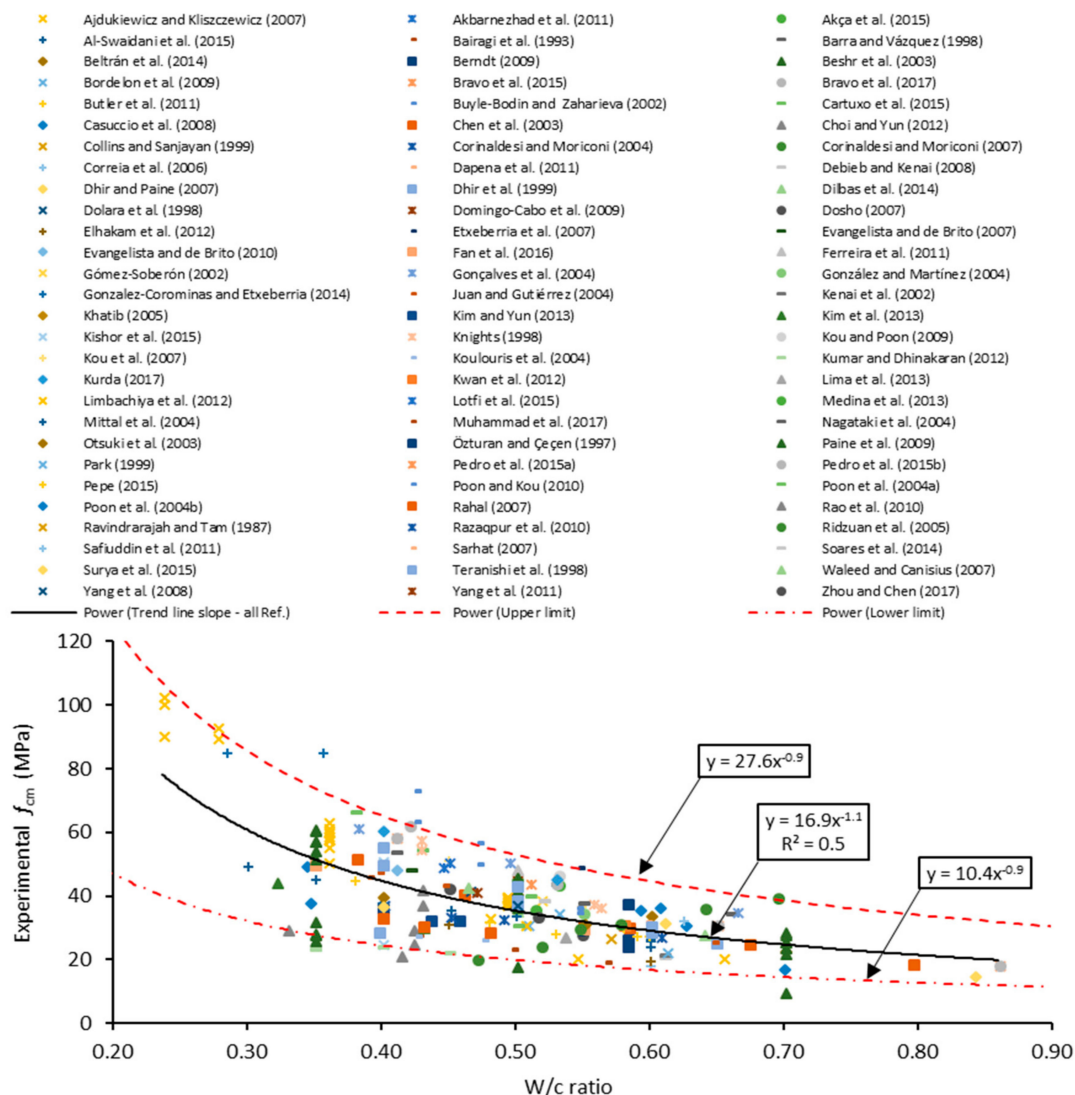 Ajdukiewicz and Kliszczewicz (2007) Akbarnezhad et al. (2011) Akça et al. (2015)
Al-Swaidani et al. (2015) Bairagi et al. (1993) Barra and Vázquez (1998)
Beltrán et al. (2014) Berndt (2009) Beshr et al. (2003)
Bordelon et al. (2009) Bravo et al. (2015) Bravo et al. (2017)
Butler et al. (2011) Buyle-Bodin and Zaharieva (2002) Cartuxo et al. (2015)
Casuccio et al. (2008) Chen et al. (2003) Choi and Yun (2012)
Collins and Sanjayan (1999) Corinaldesi and Moriconi (2004) Corinaldesi and Moriconi (2007)
Correia et al. (2006) Dapena et al. (2011) Debieb and Kenai (2008)
Dhir and Paine (2007) Dhir et al. (1999) Dilbas et al. (2014)
Dolara et al. (1998) Domingo-Cabo et al. (2009) Dosho (2007)
Elhakam et al. (2012) Etxeberria et al. (2007) Evangelista and de Brito (2007)
Evangelista and de Brito (2010) Fan et al. (2016) Ferreira et al. (2011)
Gómez-Soberón (2002) Gonçalves et al. (2004) González and Martínez (2004)
Gonzalez-Corominas and Etxeberria (2014) Juan and Gutiérrez (2004) Kenai et al. (2002)
Khatib (2005) Kim and Yun (2013) Kim et al. (2013)
Kishor et al. (2015) Knights (1998) Kou and Poon (2009)
Kou et al. (2007) Koulouris et al. (2004) Kumar and Dhinakaran (2012)
Kurda (2017) Kwan et al. (2012) Lima et al. (2013)
Limbachiya et al. (2012) Lotfi et al. (2015) Medina et al. (2013)
Mittal et al. (2004) Muhammad et al. (2017) Nagataki et al. (2004)
Otsuki et al. (2003) Özturan and Çeçen (1997) Paine et al. (2009)
Park (1999) Pedro et al. (2015a) Pedro et al. (2015b)
Pepe (2015) Poon and Kou (2010) Poon et al. (2004a)
Poon et al. (2004b) Rahal (2007) Rao et al. (2010)
Ravindrarajah and Tam (1987) Razaqpur et al. (2010) Ridzuan et al. (2005)
Safiuddin et al. (2011) Sarhat (2007) Soares et al. (2014)
Surya et al. (2015) Teranishi et al. (1998) Waleed and Canisius (2007)
Yang et al. (2008) Yang et al. (2011) Zhou and Chen (2017)
Power (Trend line slope - all Ref.) Power (Upper limit) Power (Lower limit)
120
100
80
60
40
20
0
Experimental fcm (MPa)
y = 27.6x^-0.9
y = 16.9x^-1.1
R² = 0.5
y = 10.4x^-0.9
0.20 0.30 0.40 0.50 0.60 0.70 0.80 0.90
W/c ratio